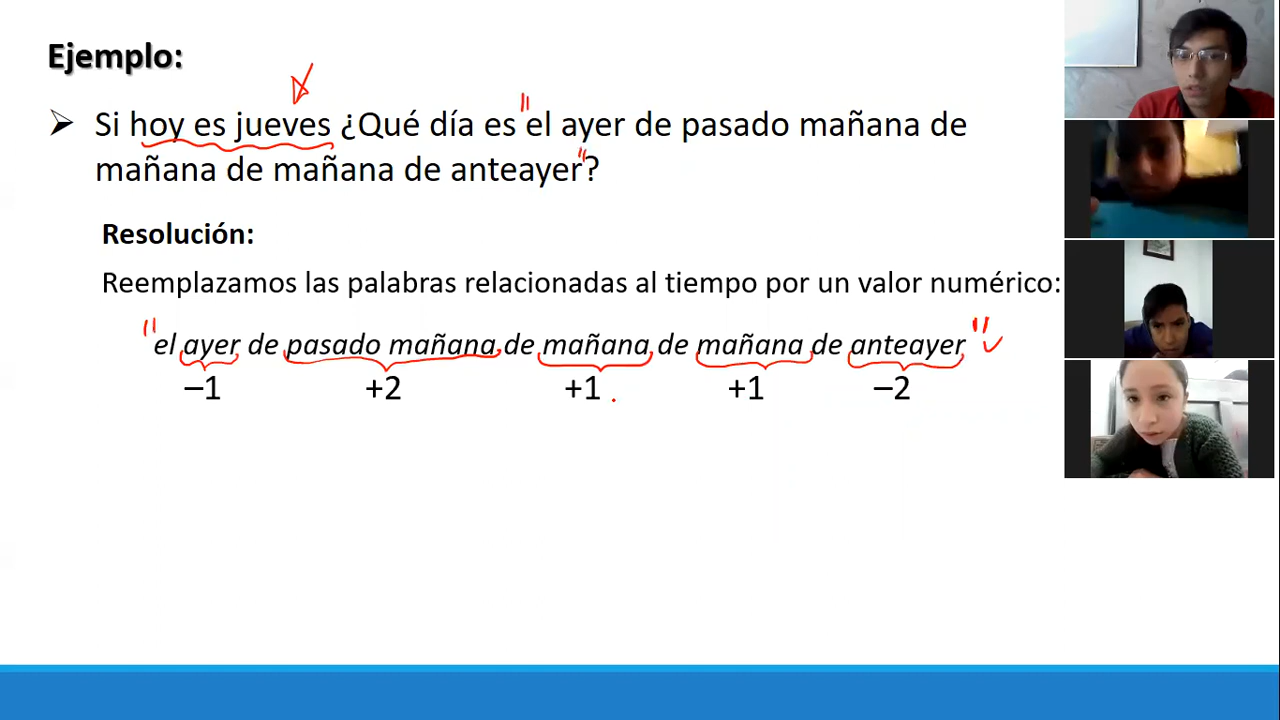 Ejemplo:
➢ Si hoy es jueves ¿Qué día es "el ayer de pasado mañana de
mañana de mañana de anteayer"?
Resolución:
Reemplazamos las palabras relacionadas al tiempo por un valor numérico:
"el ayer de pasado mañana de mañana de mañana de anteayer"
–1 +2 +1 +1 –2